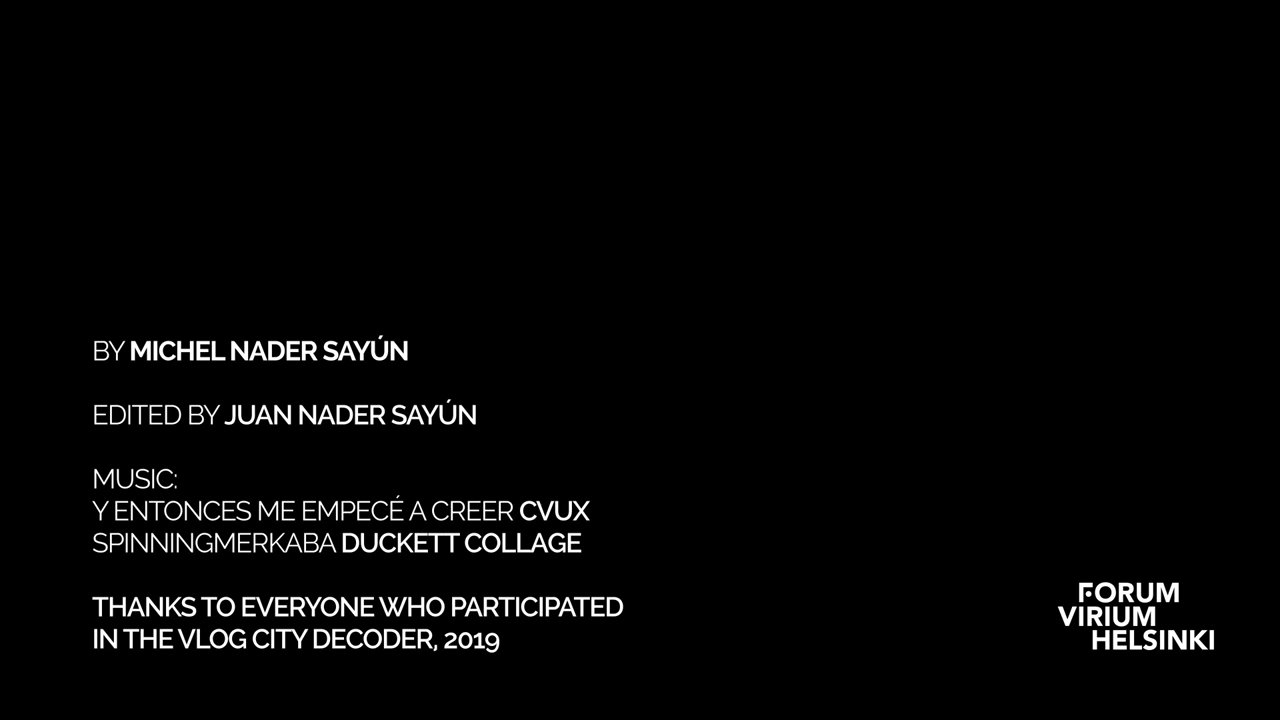 BY MICHEL NADER SAYÚN
EDITED BY JUAN NADER SAYÚN
MUSIC:
Y ENTONCES ME EMPECÉ A CREER CVUX
SPINNINGMERKABA DUCKETT COLLAGE
THANKS TO EVERYONE WHO PARTICIPATED
IN THE VLOG CITY DECODER, 2019
FORUM
VIRIUM
HELSINKI